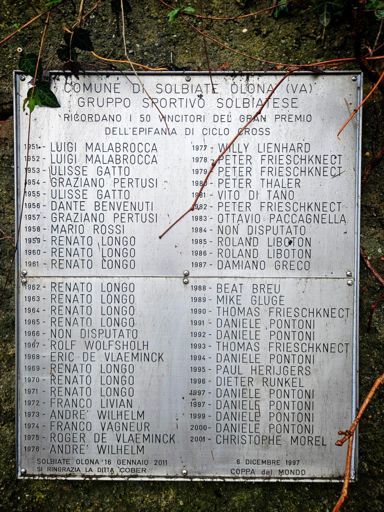 COMUNE DI SOLBIATE OLONA (VA)
GRUPPO SPORTIVO SOLBIATESE
RICORDANO I 50 VINCITORI DEL GRAN PREMIO
DELL'EPIFANIA DI CICLO CROSS
1951 - LUIGI MALABROCCA
1952 - LUIGI MALABROCCA
1953 - ULISSE GATTO
1954 - GRAZIANO PERTUSI
1955 - ULISSE GATTO
1956 - DANTE BENVENUTI
1957 - GRAZIANO PERTUSI
1958 - MARIO ROSSI
1959 - RENATO LONGO
1960 - RENATO LONGO
1961 - RENATO LONGO
1962 - RENATO LONGO
1963 - RENATO LONGO
1964 - RENATO LONGO
1965 - RENATO LONGO
1966 - NON DISPUTATO
1967 - ROLF WOLFSHOLH
1968 - ERIC DE VLAEMINCK
1969 - RENATO LONGO
1970 - RENATO LONGO
1971 - RENATO LONGO
1972 - FRANCO LIVIAN
1973 - ANDRE' WILHELM
1974 - FRANCO VAGNEUR
1975 - ROGER DE VLAEMINCK
1976 - ANDRE' WILHELM
SOLBIATE OLONA '16 GENNAIO 2011
SI RINGRAZIA LA DITTA COBER
1977 - WILLY LIENHARD
1978 - PETER FRIESCHKNECT
1979 - PETER FRIESCHKNECT
1980 - PETER THALER
1981 - VITO DI TANO
1982 - PETER FRIESCHKNECT
1983 - OTTAVIO PACCAGNELLA
1984 - NON DISPUTATO
1985 - ROLAND LIBOTON
1986 - ROLAND LIBOTON
1987 - DAMIANO GRECO
1988 - BEAT BREU
1989 - MIKE GLUGE
1990 - THOMAS FRIESCHKNECT
1991 - DANIELE PONTONI
1992 - DANIELE PONTONI
1993 - THOMAS FRIESCHKNECT
1994 - DANIELE PONTONI
1995 - PAUL HERIJGERS
1996 - DIETER RUNKEL
1997 - DANIELE PONTONI
1997 - DANIELE PONTONI
1999 - DANIELE PONTONI
2000 - DANIELE PONTONI
2001 - CHRISTOPHE MOREL
6 DICEMBRE 1997
COPPA del MONDO